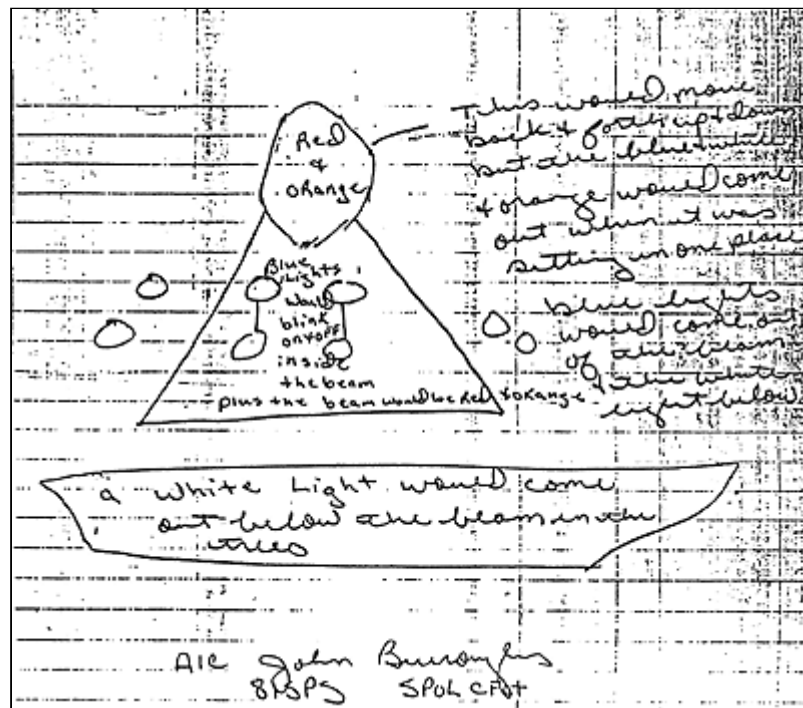 Red
+
orange
This would move
back + forth up + down
but the blue + white
+ orange would come
out when it was
sitting in one place
Blue
Lights
would
blink
on + off
inside
the beam
plus the beam would be Red + orange
blue lights
would come out
of the beam
+ the white
light below
a white light would come
out below the beam in the
trees
A1C John Burroughs
81SPS